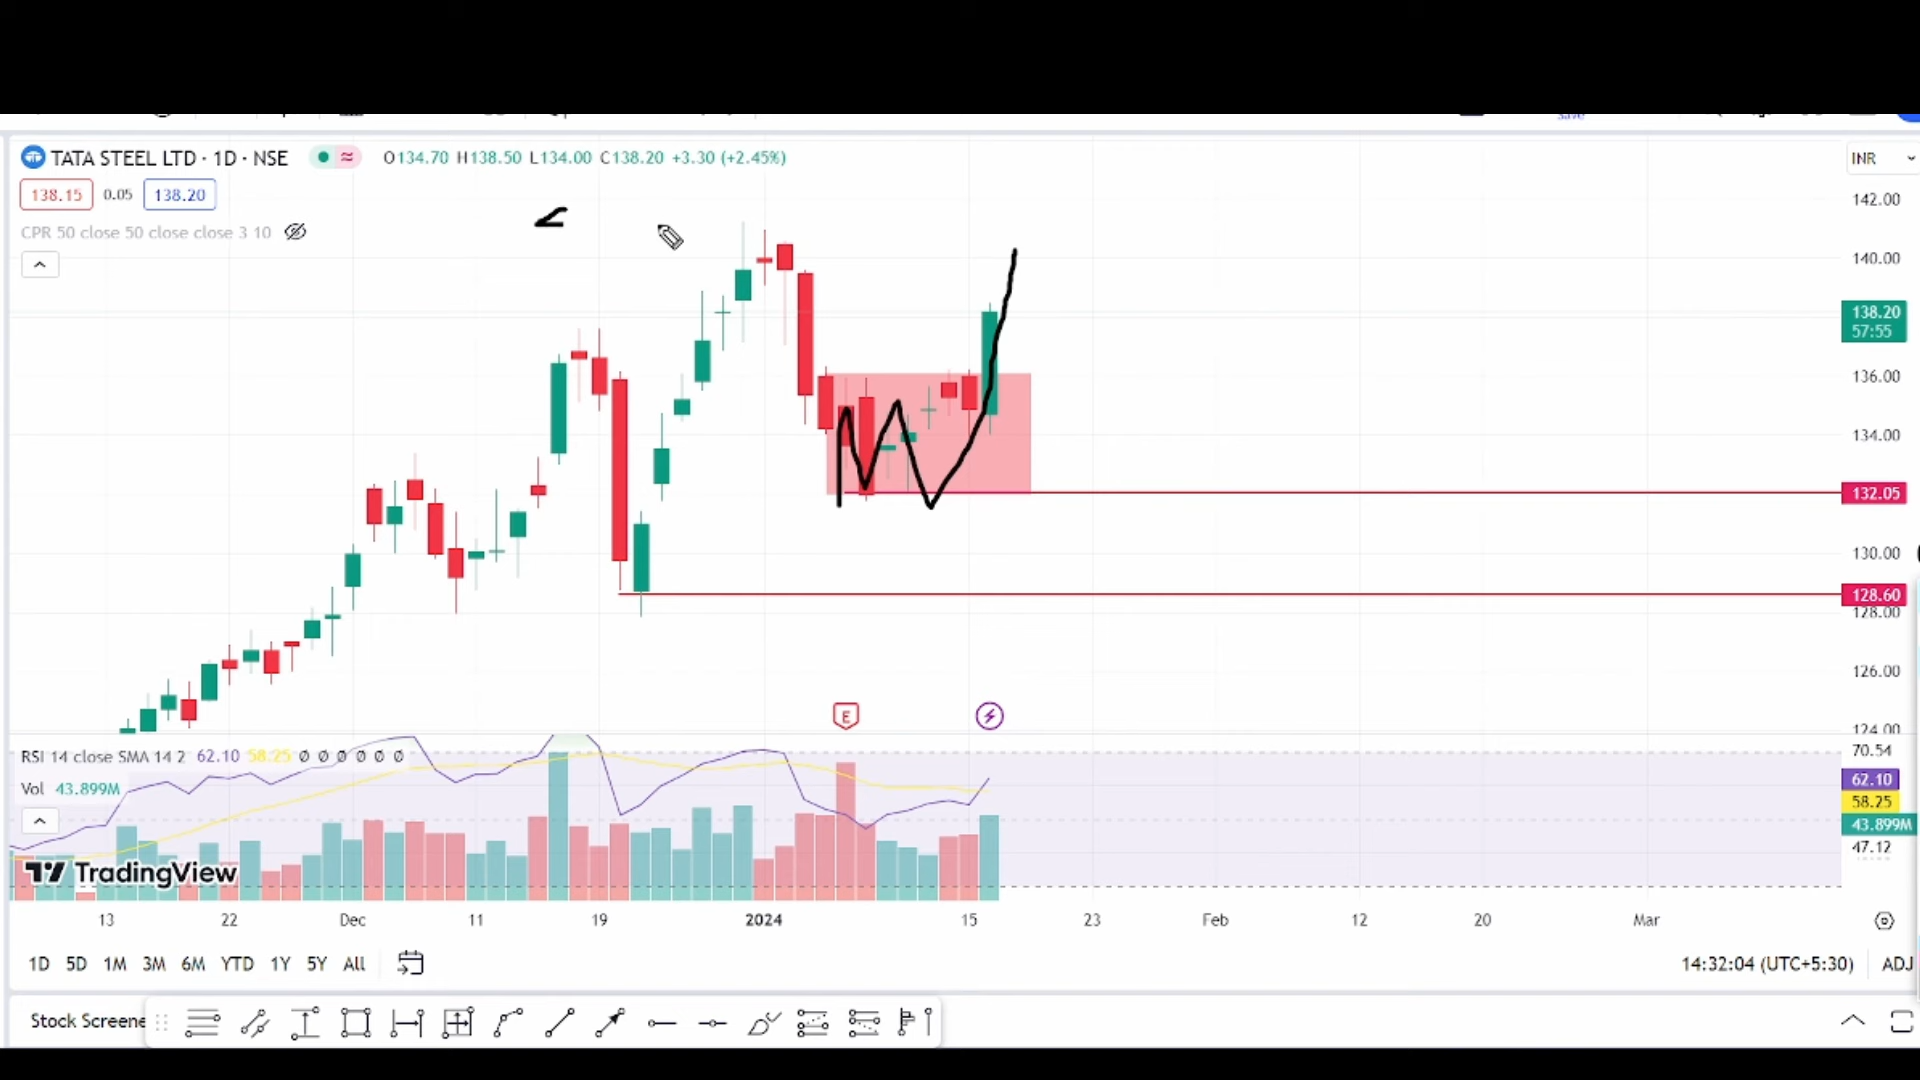 save
TATA STEEL LTD · 1D · NSE O134.70 H138.50 L134.00 C138.20 +3.30 (+2.45%)
INR
138.15 0.05 138.20
CPR 50 close 50 close close 3 10
142.00
140.00
138.20
57:55
136.00
134.00
132.05
130.00
128.60
128.00
126.00
124.00
E
RSI 14 close SMA 14 2 62.10 58.25 Ø Ø Ø Ø Ø Ø
Vol 43.899M
70.54
62.10
58.25
43.899M
47.12
TradingView
13 22 Dec 11 19 2024 15 23 Feb 12 20 Mar
1D 5D 1M 3M 6M YTD 1Y 5Y All
14:32:04 (UTC+5:30) ADJ
Stock Screene